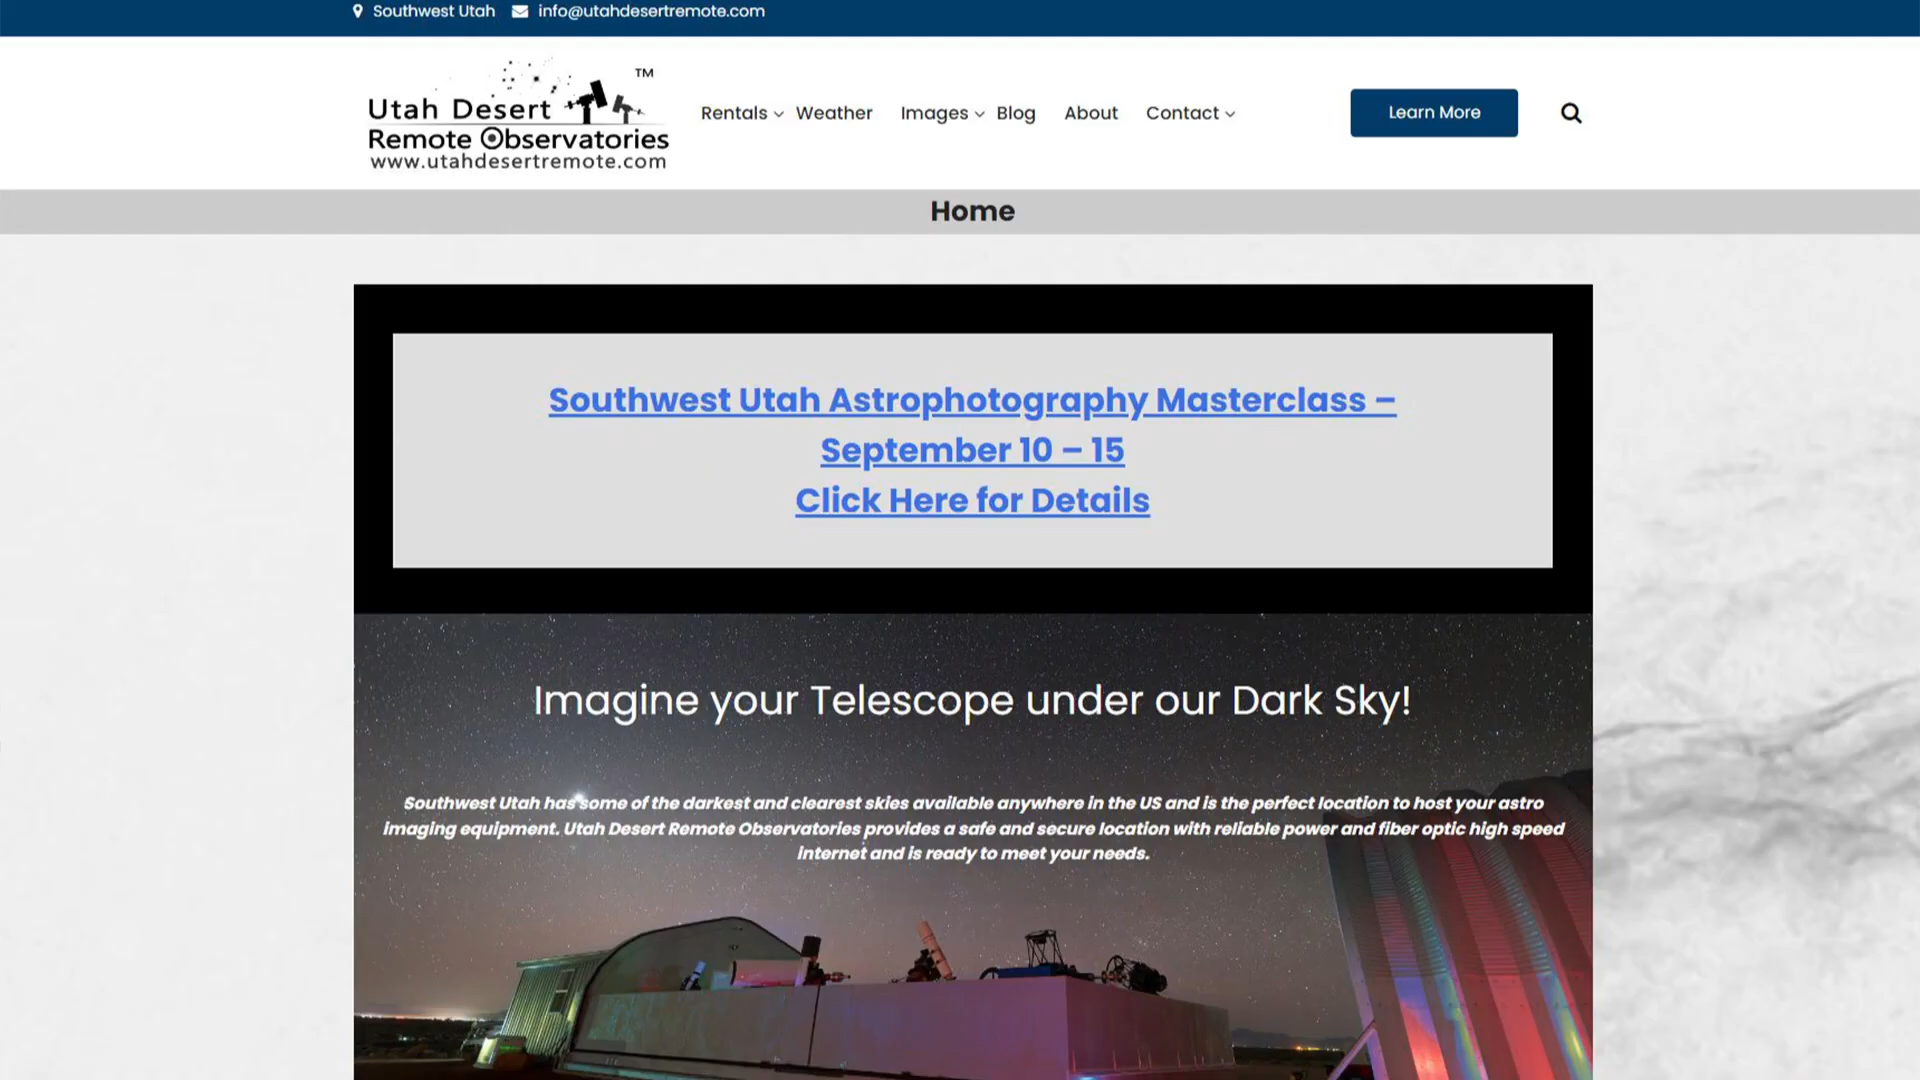 Southwest Utah info@utahdesertremote.com
TM
Utah Desert
Remote Observatories
www.utahdesertremote.com
Rentals Weather Images Blog About Contact Learn More
Home
Southwest Utah Astrophotography Masterclass –
September 10 – 15
Click Here for Details
Imagine your Telescope under our Dark Sky!
Southwest Utah has some of the darkest and clearest skies available anywhere in the US and is the perfect location to host your astro
imaging equipment. Utah Desert Remote Observatories provides a safe and secure location with reliable power and fiber optic high speed
internet and is ready to meet your needs.